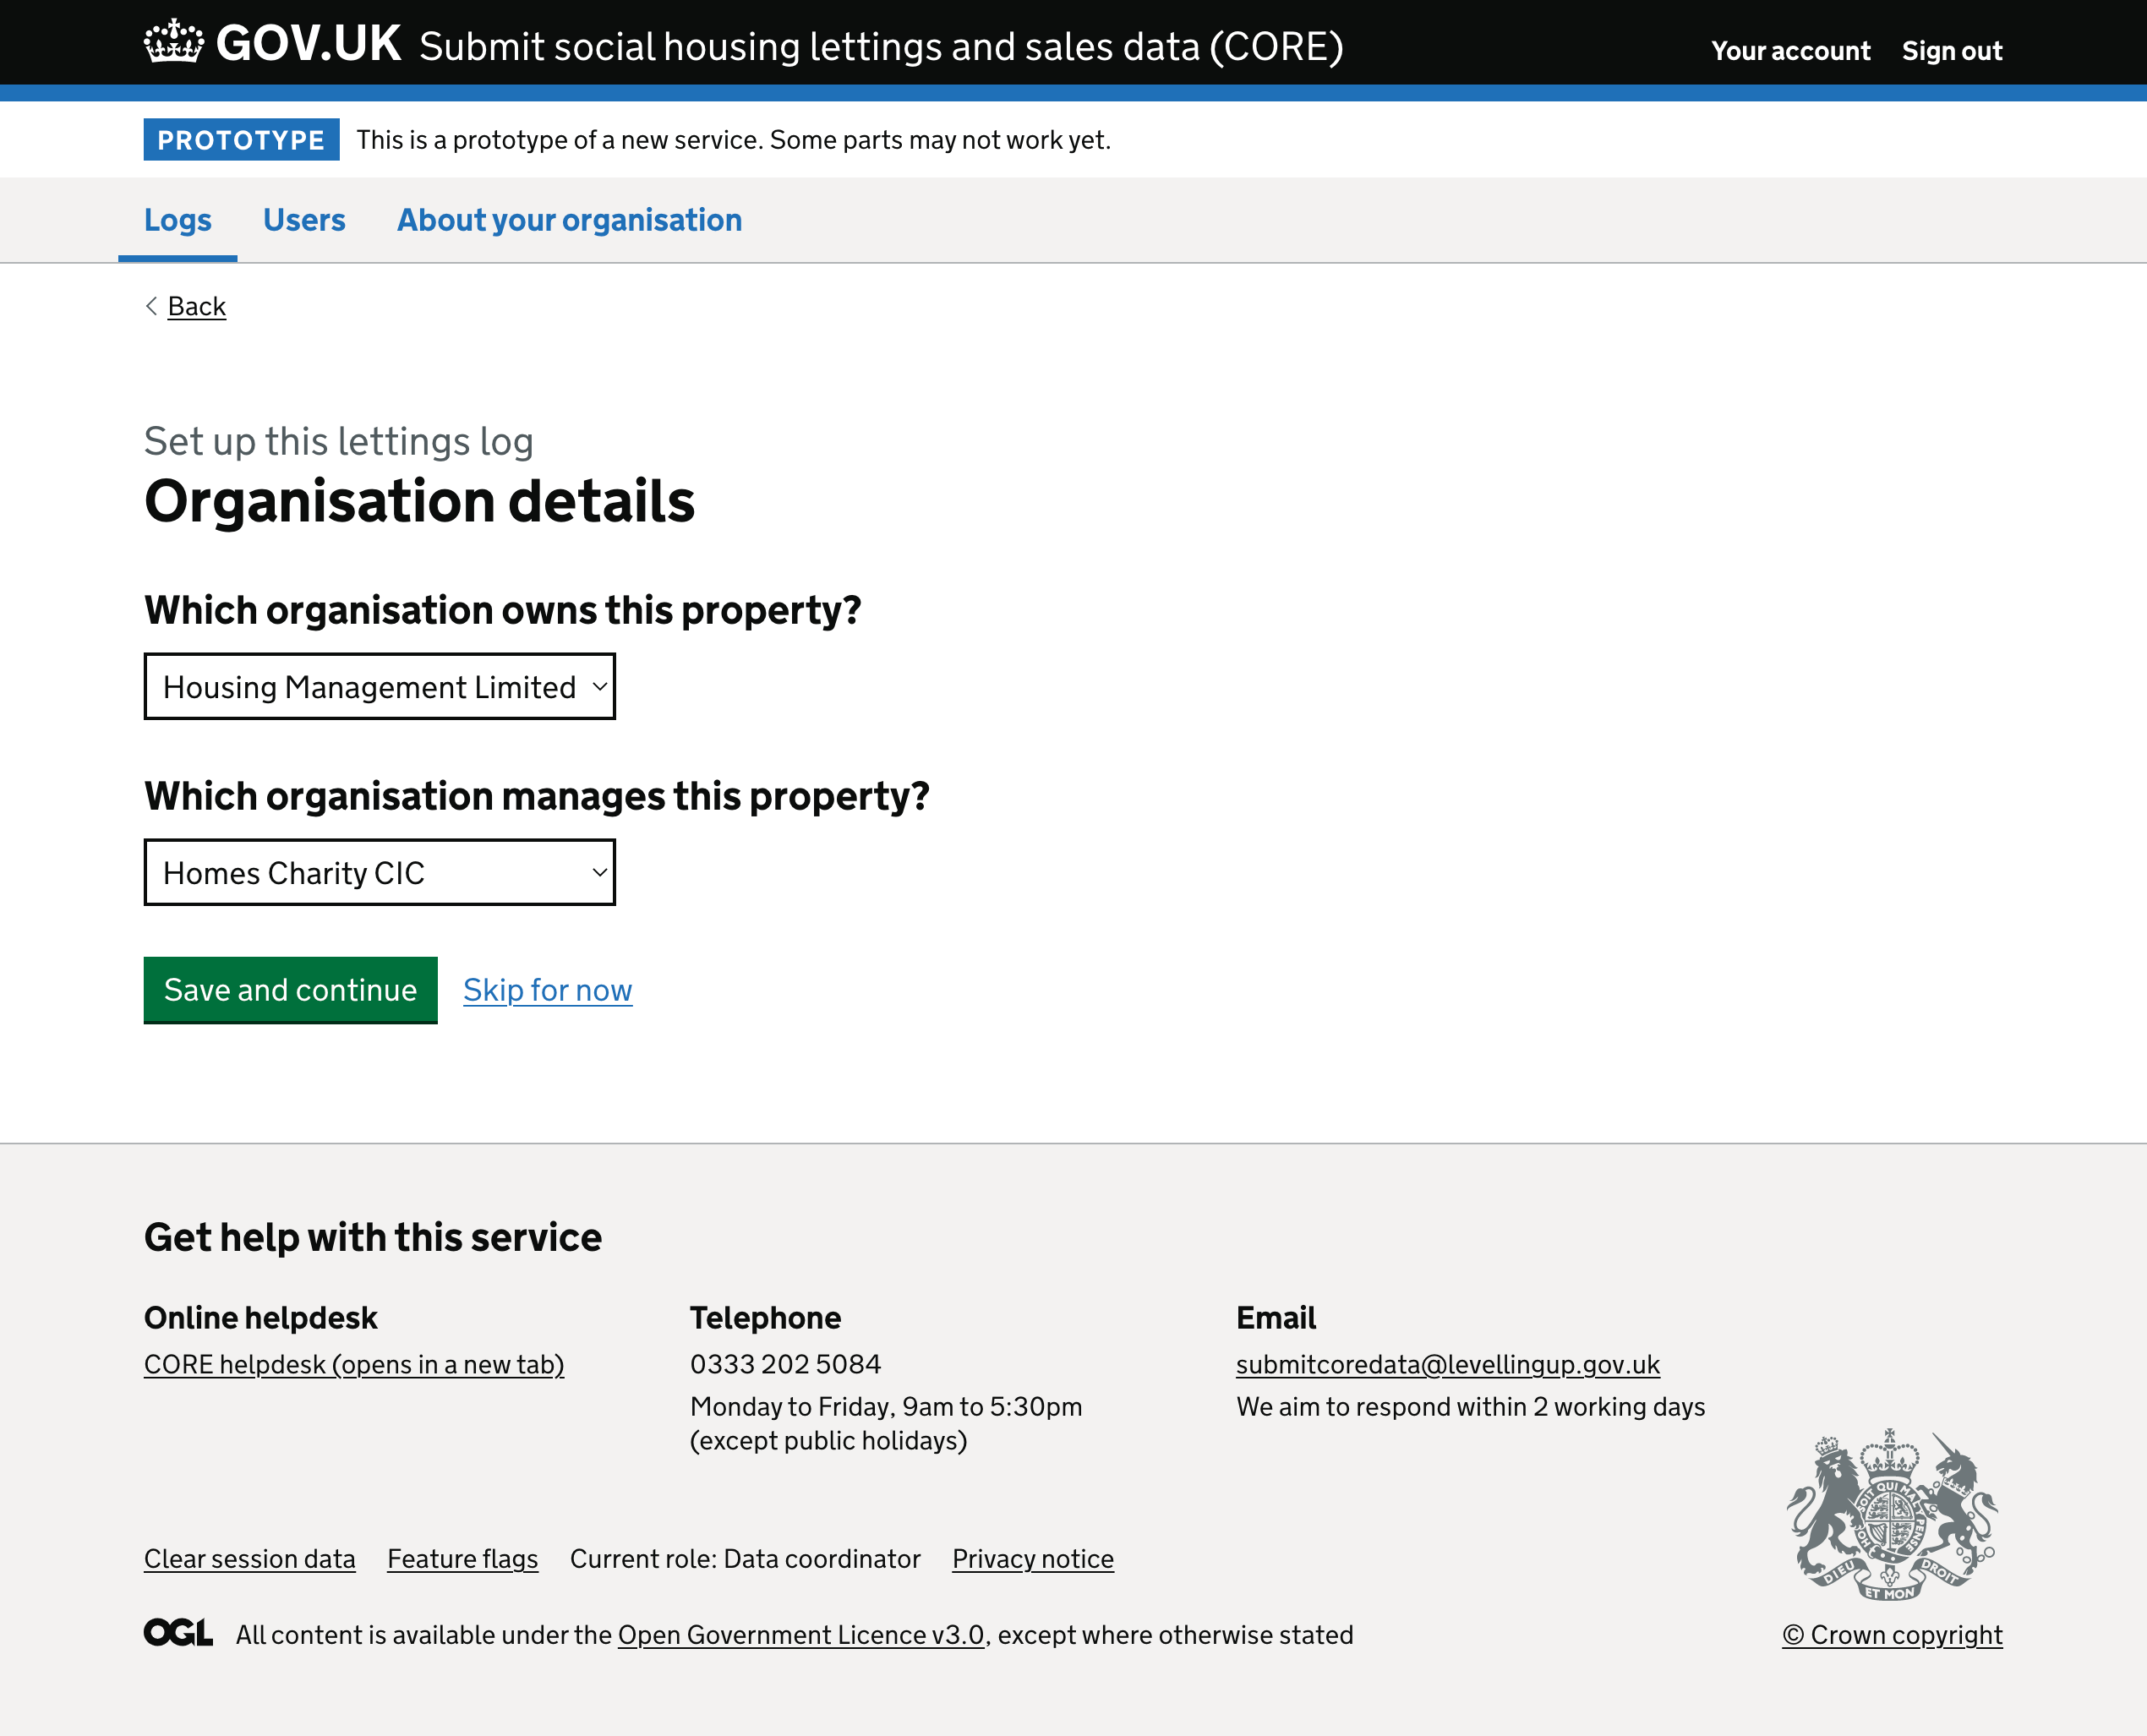 GOV.UK Submit social housing lettings and sales data (CORE) Your account Sign out
PROTOTYPE This is a prototype of a new service. Some parts may not work yet.
Logs Users About your organisation
Back
Set up this lettings log
Organisation details
Which organisation owns this property?
Housing Management Limited
Which organisation manages this property?
Homes Charity CIC
Save and continue Skip for now
Get help with this service
Online helpdesk
CORE helpdesk (opens in a new tab)
Telephone
0333 202 5084
Monday to Friday, 9am to 5:30pm
(except public holidays)
Email
submitcoredata@levellingup.gov.uk
We aim to respond within 2 working days
Clear session data Feature flags Current role: Data coordinator Privacy notice
DIEU ET MON DROIT
OGL All content is available under the Open Government Licence v3.0, except where otherwise stated
© Crown copyright